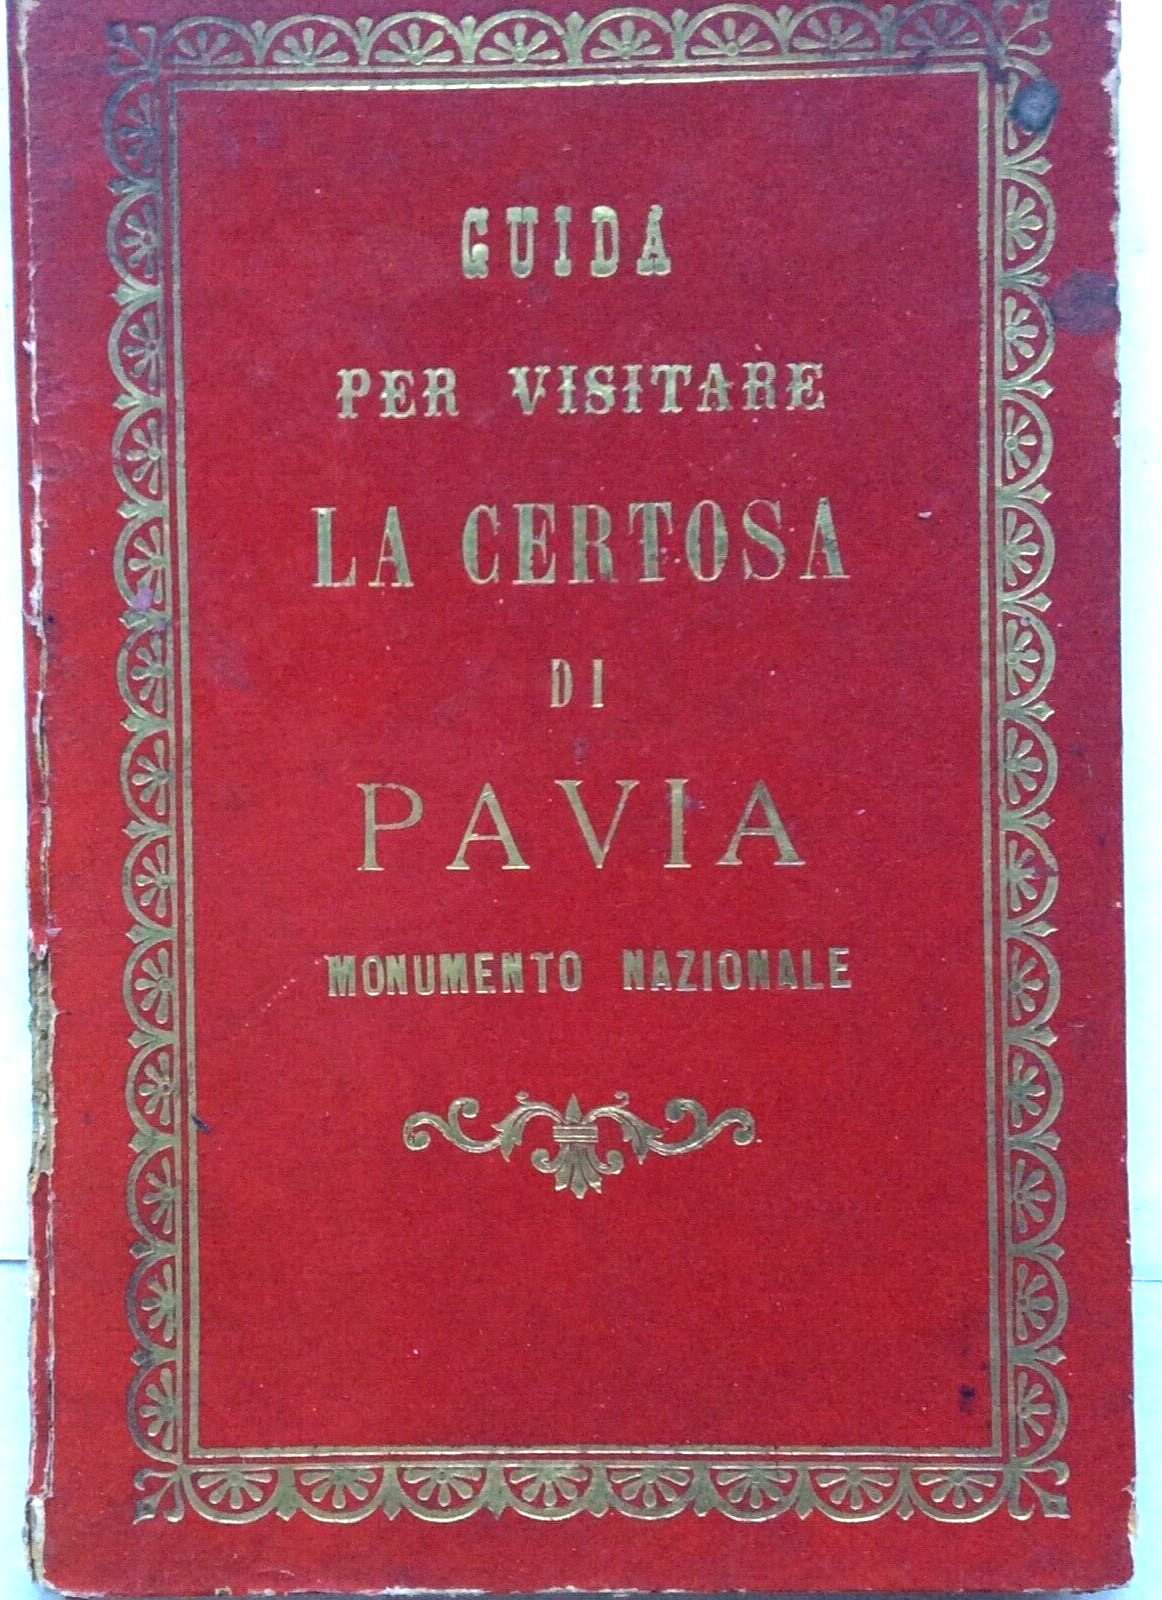 GUIDA
PER VISITARE
LA CERTOSA
DI
PAVIA
MONUMENTO NAZIONALE